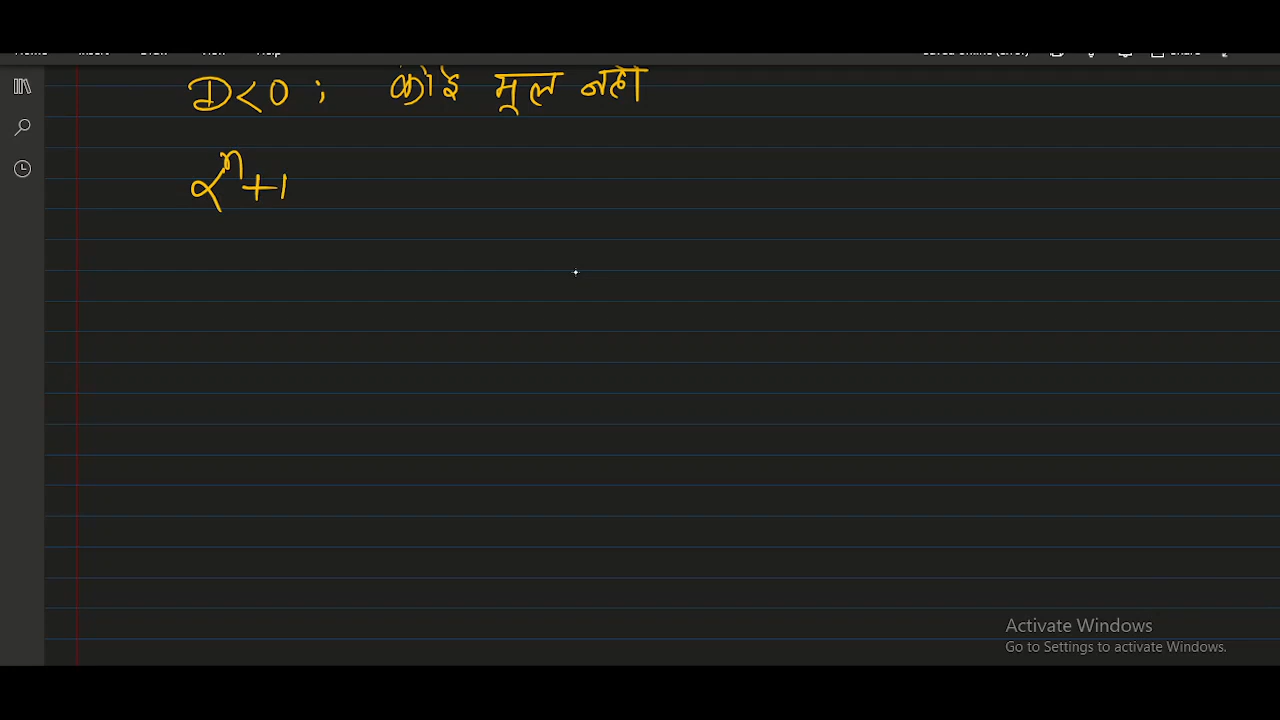 D<0 ; कोई मूल नहा
α^n+1
Activate Windows
Go to Settings to activate Windows.